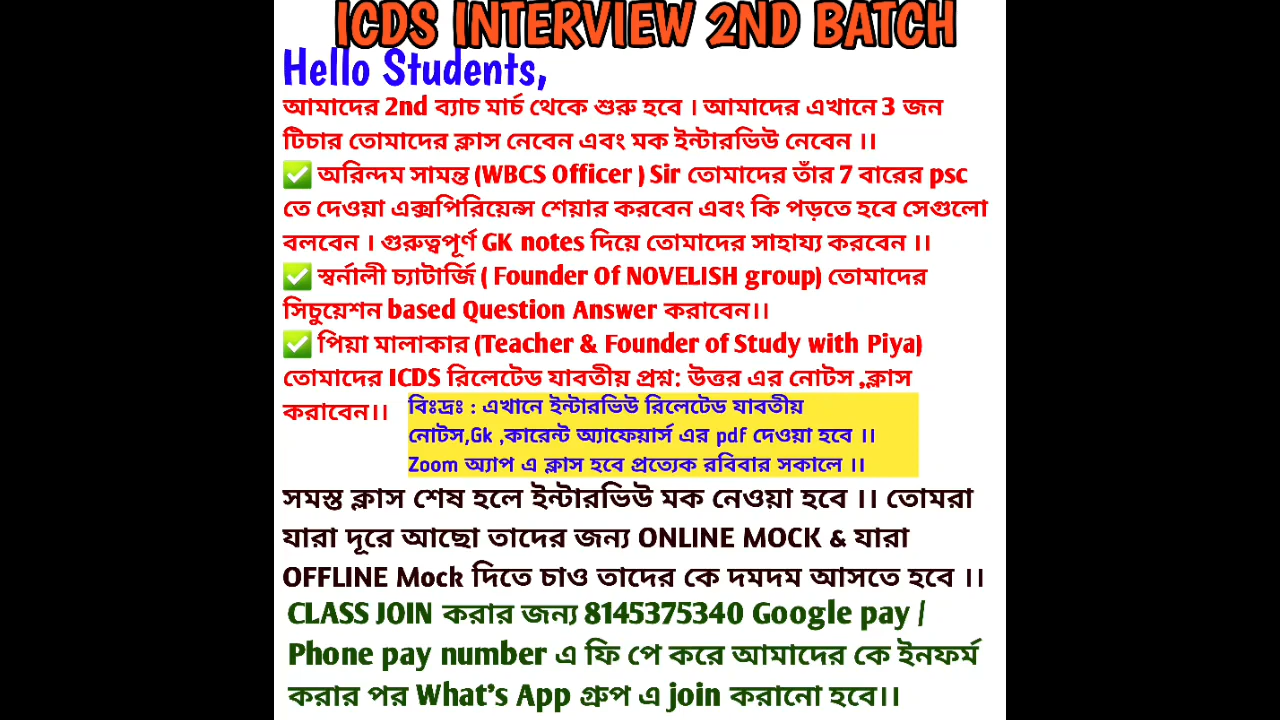 ICDS INTERVIEW 2ND BATCH
Hello Students,
আমাদের 2nd ব্যাচ মার্চ থেকে শুরু হবে । আমাদের এখানে 3 জন
টিচার তোমাদের ক্লাস নেবেন এবং মক ইন্টারভিউ নেবেন ।।
✅ অরিন্দম সামন্ত (WBCS Officer ) Sir তোমাদের তাঁর 7 বারের psc
তে দেওয়া এক্সপিরিয়েন্স শেয়ার করবেন এবং কি পড়তে হবে সেগুলো
বলবেন । গুরুত্বপূর্ণ GK notes দিয়ে তোমাদের সাহায্য করবেন ।।
✅ স্বর্নালী চ্যাটার্জি ( Founder Of NOVELISH group) তোমাদের
সিচুয়েশন based Question Answer করাবেন।।
✅ পিয়া মালাকার (Teacher & Founder of Study with Piya)
তোমাদের ICDS রিলেটেড যাবতীয় প্রশ্ন: উত্তর এর নোটস ,ক্লাস
করাবেন।।
বিঃদ্রঃ : এখানে ইন্টারভিউ রিলেটেড যাবতীয়
নোটস,Gk ,কারেন্ট অ্যাফেয়ার্স এর pdf দেওয়া হবে ।।
Zoom অ্যাপ এ ক্লাস হবে প্রত্যেক রবিবার সকালে ।।
সমস্ত ক্লাস শেষ হলে ইন্টারভিউ মক নেওয়া হবে ।। তোমরা
যারা দূরে আছো তাদের জন্য ONLINE MOCK & যারা
OFFLINE Mock দিতে চাও তাদের কে দমদম আসতে হবে ।।
CLASS JOIN করার জন্য 8145375340 Google pay /
Phone pay number এ ফি পে করে আমাদের কে ইনফর্ম
করার পর What's App গ্রুপ এ join করানো হবে।।